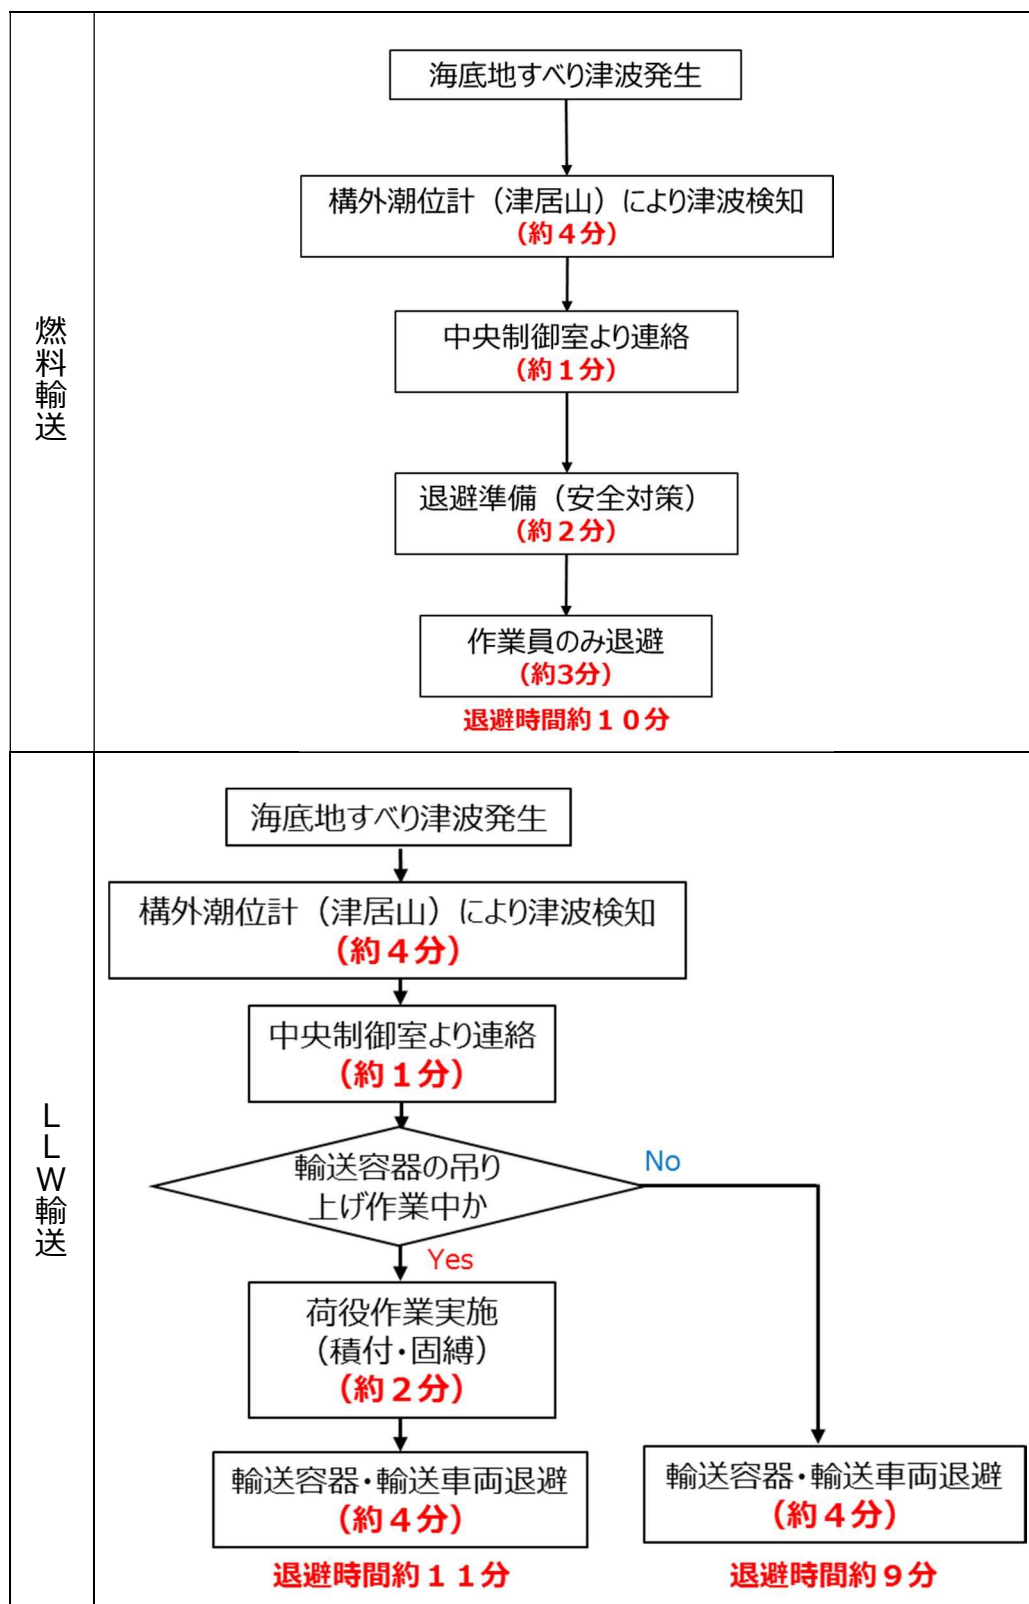 燃料輸送
海底地すべり津波発生
構外潮位計（津居山）により津波検知
（約４分）
中央制御室より連絡
（約１分）
退避準備（安全対策）
（約２分）
作業員のみ退避
（約3分）
退避時間約１０分
ＬＬＷ輸送
海底地すべり津波発生
構外潮位計（津居山）により津波検知
（約４分）
中央制御室より連絡
（約１分）
輸送容器の吊り
上げ作業中か
No
Yes
荷役作業実施
（積付・固縛）
（約２分）
輸送容器・輸送車両退避
（約４分）
退避時間約１１分
輸送容器・輸送車両退避
（約４分）
退避時間約９分